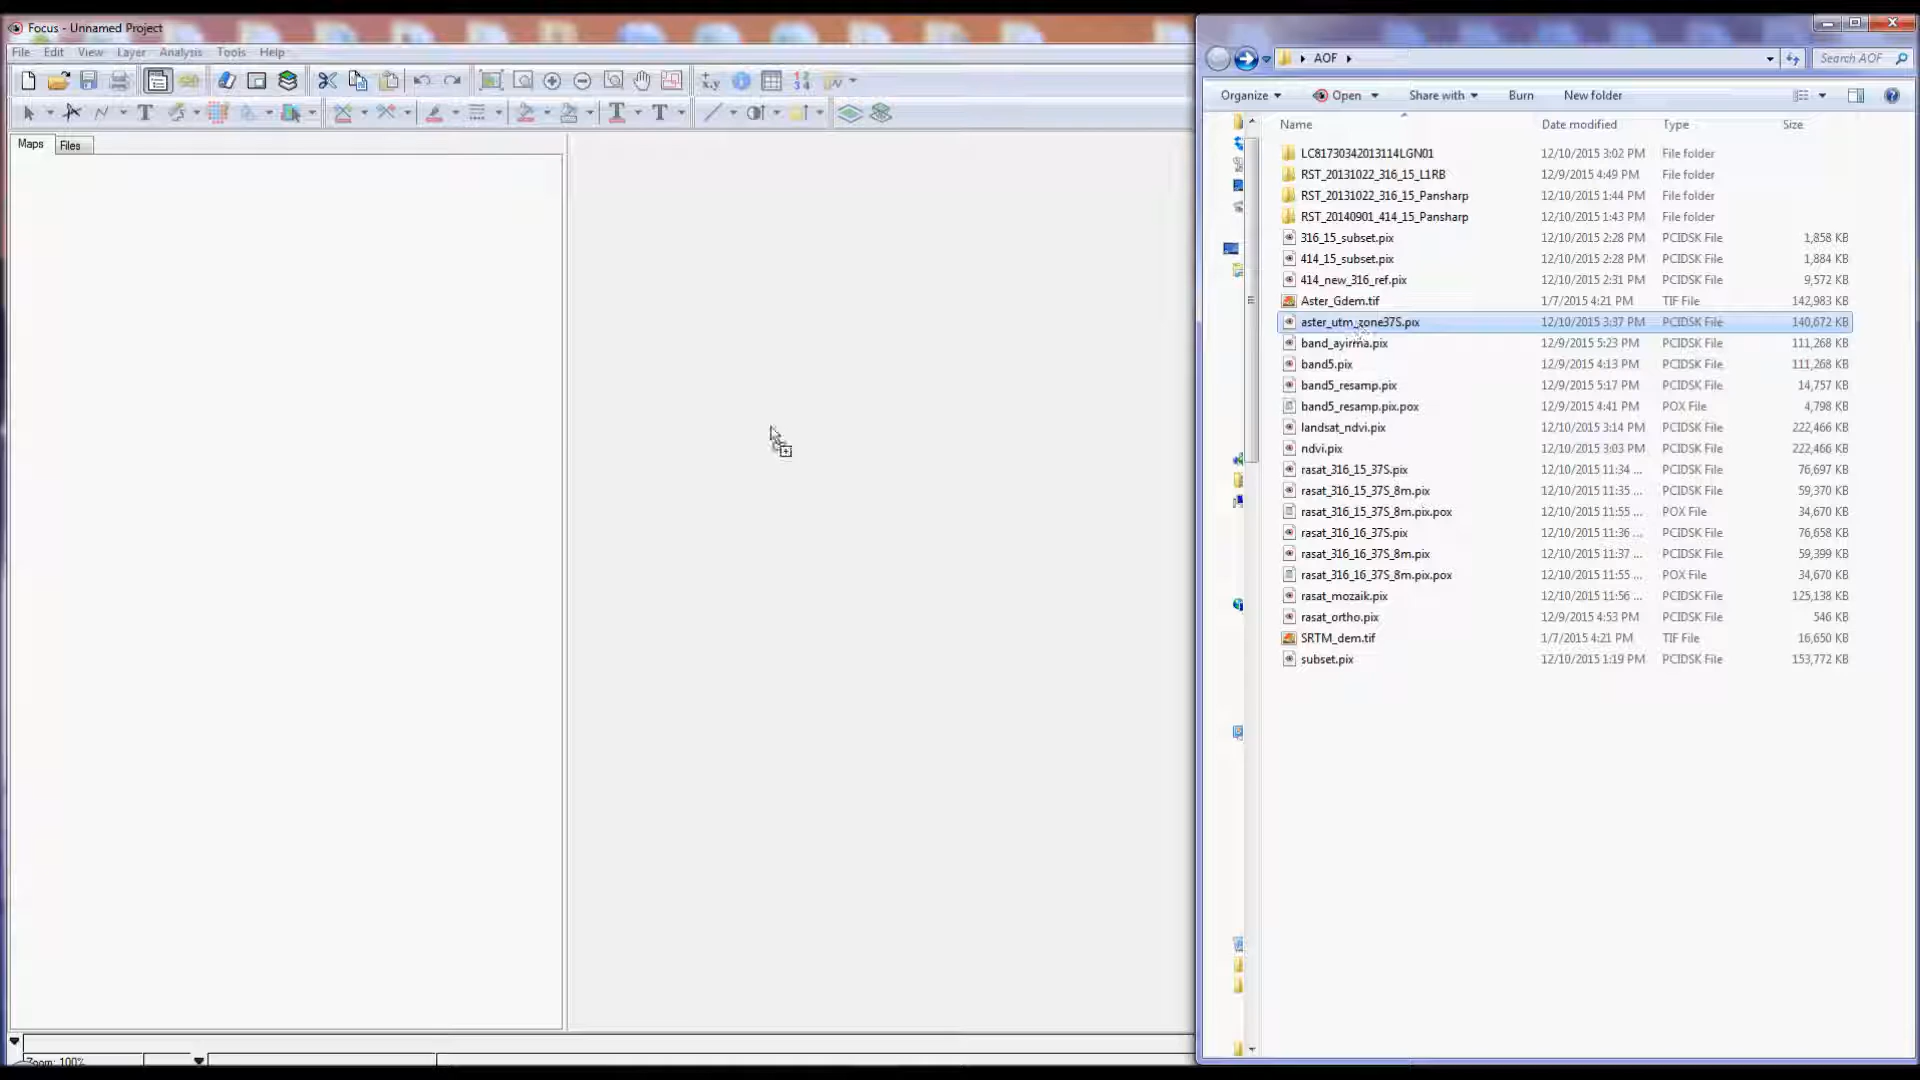 Focus - Unnamed Project
File Edit View Layer Analysis Tools Help
Maps Files
Zoom: 100%
AOF
Search AOF
Organize Open Share with Burn New folder
Name Date modified Type Size
LC81730342013114LGN01 12/10/2015 3:02 PM File folder
RST_20131022_316_15_L1RB 12/9/2015 4:49 PM File folder
RST_20131022_316_15_Pansharp 12/10/2015 1:44 PM File folder
RST_20140901_414_15_Pansharp 12/10/2015 1:43 PM File folder
316_15_subset.pix 12/10/2015 2:28 PM PCIDSK File 1,858 KB
414_15_subset.pix 12/10/2015 2:28 PM PCIDSK File 1,884 KB
414_new_316_ref.pix 12/10/2015 2:31 PM PCIDSK File 9,572 KB
Aster_Gdem.tif 1/7/2015 4:21 PM TIF File 142,983 KB
aster_utm_zone37S.pix 12/10/2015 3:37 PM PCIDSK File 140,672 KB
band_ayirma.pix 12/9/2015 5:23 PM PCIDSK File 111,268 KB
band5.pix 12/9/2015 4:13 PM PCIDSK File 111,268 KB
band5_resamp.pix 12/9/2015 5:17 PM PCIDSK File 14,757 KB
band5_resamp.pix.pox 12/9/2015 4:41 PM POX File 4,798 KB
landsat_ndvi.pix 12/10/2015 3:14 PM PCIDSK File 222,466 KB
ndvi.pix 12/10/2015 3:03 PM PCIDSK File 222,466 KB
rasat_316_15_37S.pix 12/10/2015 11:34 ... PCIDSK File 76,697 KB
rasat_316_15_37S_8m.pix 12/10/2015 11:35 ... PCIDSK File 59,370 KB
rasat_316_15_37S_8m.pix.pox 12/10/2015 11:55 ... POX File 34,670 KB
rasat_316_16_37S.pix 12/10/2015 11:36 ... PCIDSK File 76,658 KB
rasat_316_16_37S_8m.pix 12/10/2015 11:37 ... PCIDSK File 59,399 KB
rasat_316_16_37S_8m.pix.pox 12/10/2015 11:55 ... POX File 34,670 KB
rasat_mozaik.pix 12/10/2015 11:56 ... PCIDSK File 125,138 KB
rasat_ortho.pix 12/9/2015 4:53 PM PCIDSK File 546 KB
SRTM_dem.tif 1/7/2015 4:21 PM TIF File 16,650 KB
subset.pix 12/10/2015 1:19 PM PCIDSK File 153,772 KB